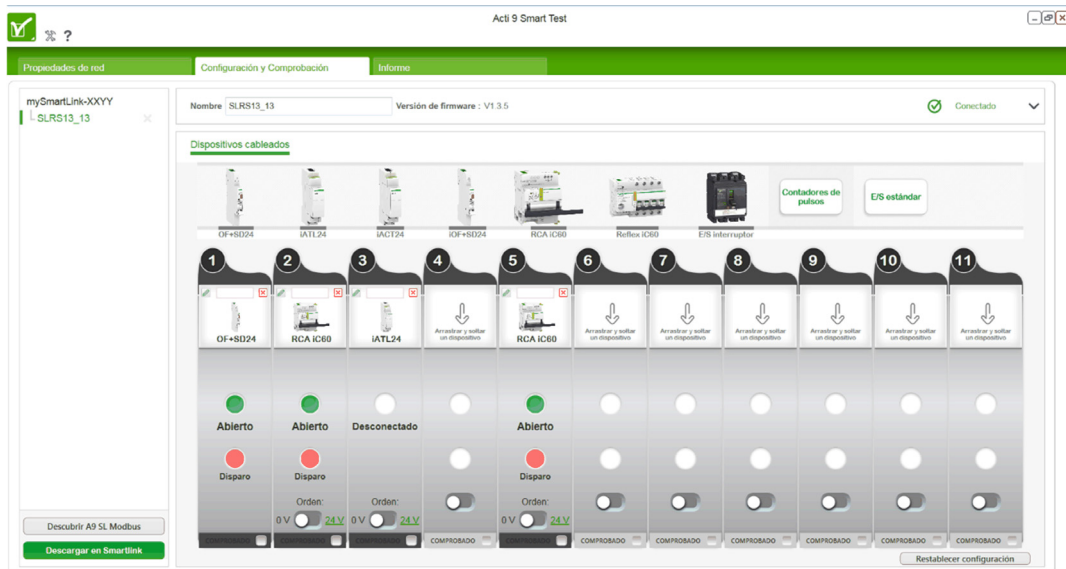 Acti 9 Smart Test
?
Propiedades de red
Configuración y Comprobación
Informe
mySmartLink-XXYY
SLRS13_13
Nombre SLRS13_13 Versión de firmware : V1.3.5 Conectado
Dispositivos cableados
OF+SD24 iATL24 iACT24 iOF+SD24 RCA iC60 Reflex iC60 E/S interruptor
Contadores de
pulsos
E/S estándar
1 2 3 4 5 6 7 8 9 10 11
OF+SD24
RCA iC60
iATL24
Arrastrar y soltar
un dispositivo
RCA iC60
Arrastrar y soltar
un dispositivo
Arrastrar y soltar
un dispositivo
Arrastrar y soltar
un dispositivo
Arrastrar y soltar
un dispositivo
Arrastrar y soltar
un dispositivo
Arrastrar y soltar
un dispositivo
Abierto Abierto Desconectado Abierto
Disparo Disparo Disparo
Orden: Orden: Orden:
0 V 24 V 0 V 24 V 0 V 24 V
COMPROBADO COMPROBADO COMPROBADO COMPROBADO COMPROBADO COMPROBADO COMPROBADO COMPROBADO COMPROBADO COMPROBADO COMPROBADO
Descubrir A9 SL Modbus
Descargar en Smartlink
Restablecer configuración